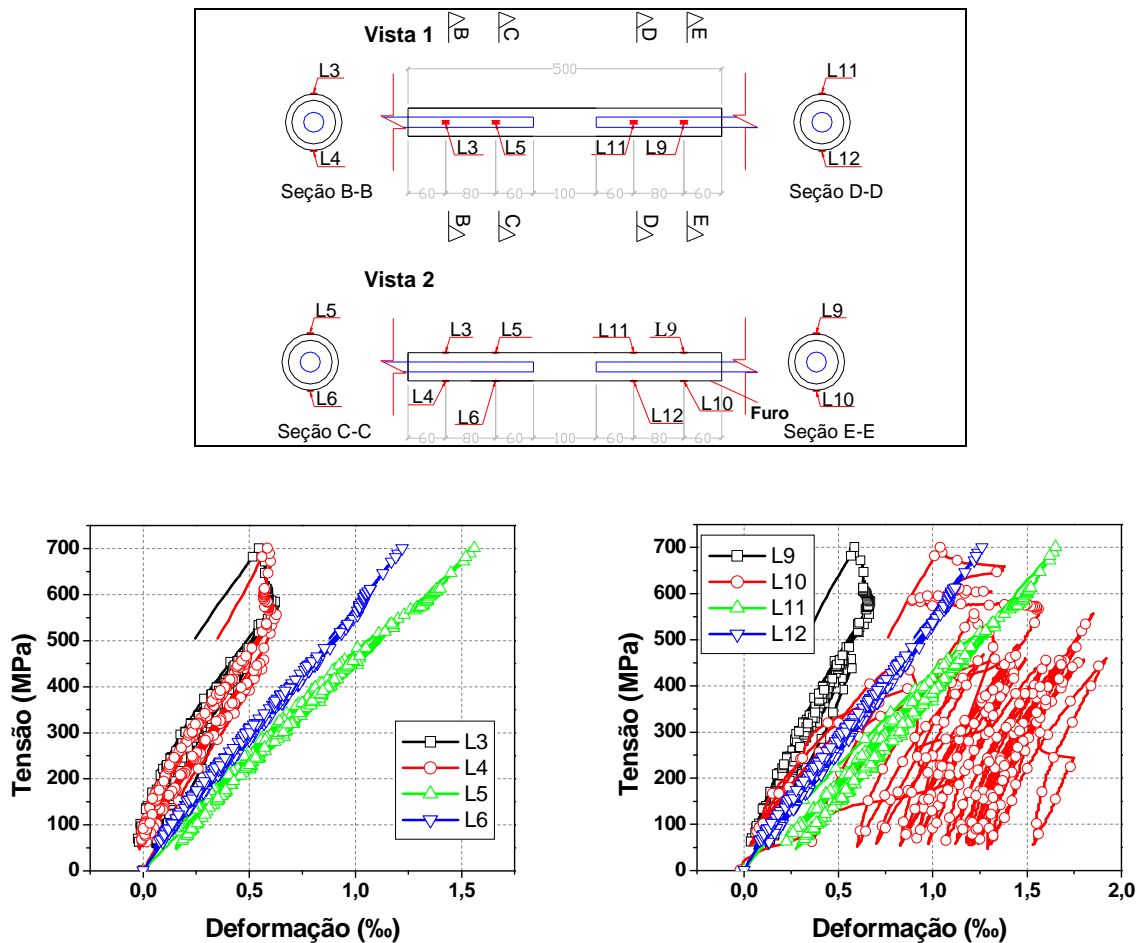 Vista 1
B C D E
500
L3 L11
L3 L5 L11 L9
L4 L12
Seção B-B
60 80 60 100 60 80 60
Seção D-D
B C D E
Vista 2
L5 L9
L3 L5 L11 L9
L6 L4 L6 L12 L10 L10
Furo
Seção C-C
60 80 60 100 60 80 60
Seção E-E
Tensão (MPa)
700
600
500
400
300
200
100
0
0,0 0,5 1,0 1,5
Deformação (‰)
L3
L4
L5
L6
Tensão (MPa)
700
600
500
400
300
200
100
0
0,0 0,5 1,0 1,5 2,0
Deformação (‰)
L9
L10
L11
L12